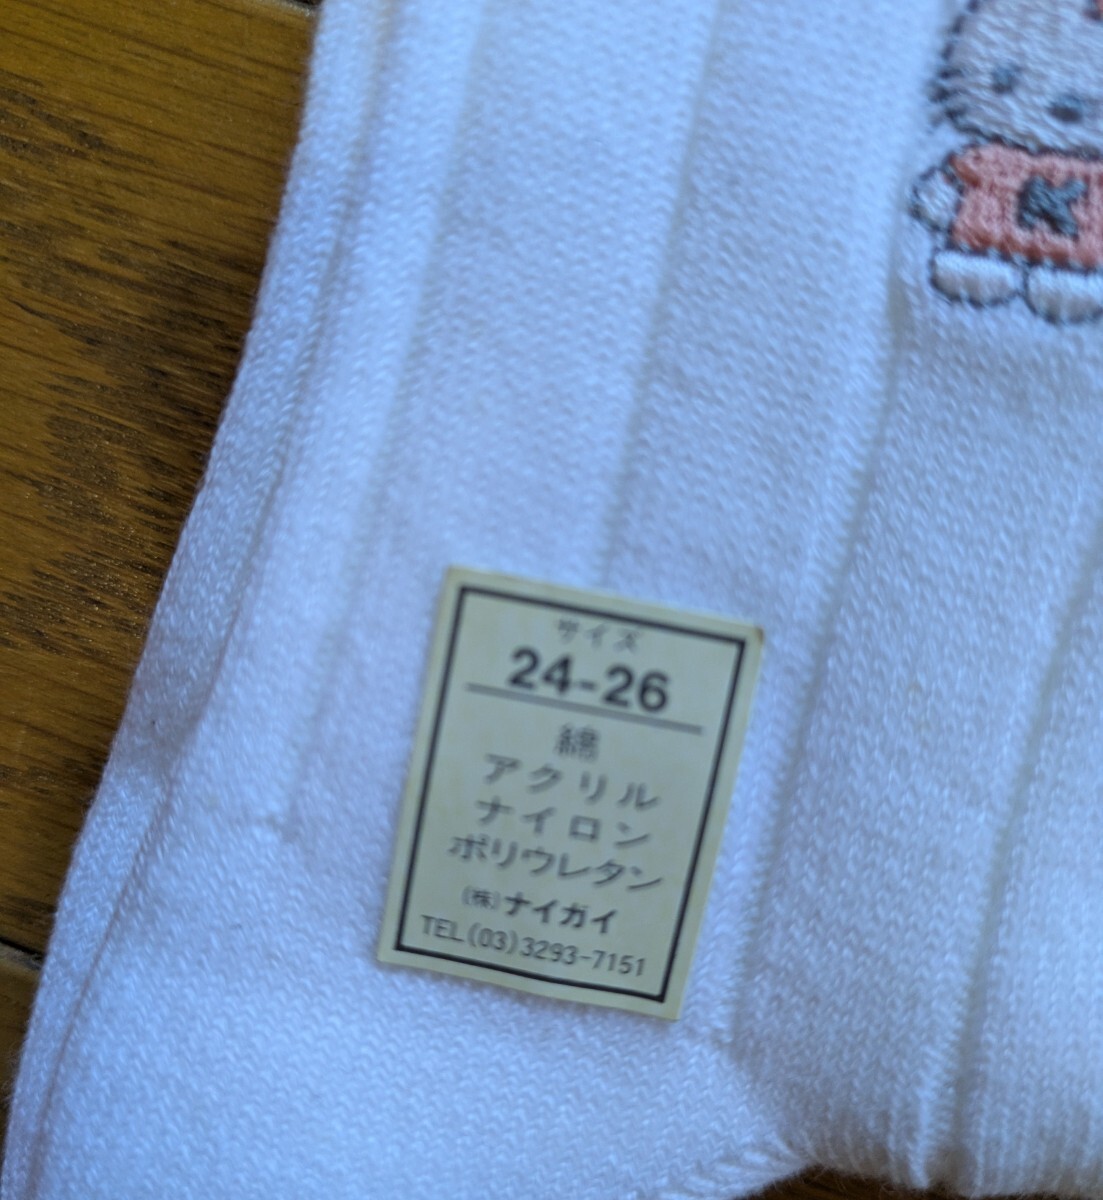 K
サイズ
24-26
綿
アクリル
ナイロン
ポリウレタン
(株)ナイガイ
TEL(03)3293-7151